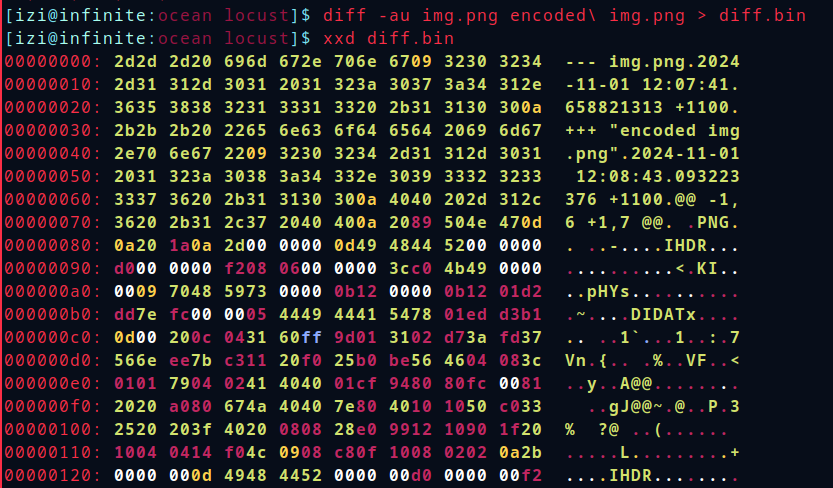 [izi@infinite:ocean locust]$ diff -au img.png encoded\ img.png > diff.bin
[izi@infinite:ocean locust]$ xxd diff.bin
00000000: 2d2d 2d20 696d 672e 706e 6709 3230 3234  --- img.png.2024
00000010: 2d31 312d 3031 2031 323a 3037 3a34 312e  -11-01 12:07:41.
00000020: 3635 3838 3231 3331 3320 2b31 3130 300a  658821313 +1100.
00000030: 2b2b 2b20 2265 6e63 6f64 6564 2069 6d67  +++ "encoded img
00000040: 2e70 6e67 2209 3230 3234 2d31 312d 3031  .png".2024-11-01
00000050: 2031 323a 3038 3a34 332e 3039 3332 3233   12:08:43.093223
00000060: 3337 3620 2b31 3130 300a 4040 202d 312c  376 +1100.@@ -1,
00000070: 3620 2b31 2c37 2040 400a 2089 504e 470d  6 +1,7 @@. .PNG.
00000080: 0a20 1a0a 2d00 0000 0d49 4844 5200 0000  . ..-....IHDR...
00000090: d000 0000 f208 0600 0000 3cc0 4b49 0000  ..........<.KI..
000000a0: 0009 7048 5973 0000 0b12 0000 0b12 01d2  ..pHYs..........
000000b0: dd7e fc00 0005 4449 4441 5478 01ed d3b1  .~....DIDATx....
000000c0: 0d00 200c 0431 60ff 9d01 3102 d73a fd37  .. ..1`...1..:.7
000000d0: 566e ee7b c311 20f0 25b0 be56 4604 083c  Vn.{.. .%..VF..<
000000e0: 0101 7904 0241 4040 01cf 9480 80fc 0081  ..y..A@@........
000000f0: 2020 a080 674a 4040 7e80 4010 1050 c033    ..gJ@@~.@..P.3
00000100: 2520 203f 4020 0808 28e0 9912 1090 1f20  %  ?@ ..(...... 
00000110: 1004 0414 f04c 0908 c80f 1008 0202 0a2b  .....L.........+
00000120: 0000 000d 4948 4452 0000 00d0 0000 00f2  ....IHDR........